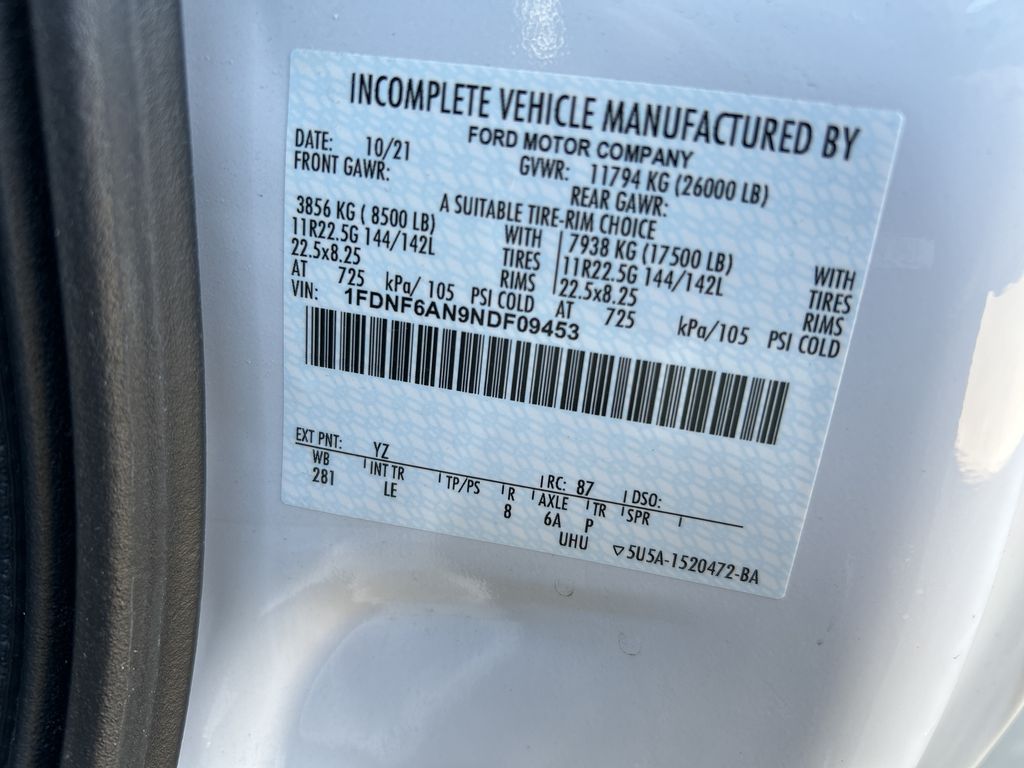 INCOMPLETE VEHICLE MANUFACTURED BY
FORD MOTOR COMPANY
DATE: 10/21 GVWR: 11794 KG (26000 LB)
FRONT GAWR: REAR GAWR:
A SUITABLE TIRE-RIM CHOICE
3856 KG ( 8500 LB) WITH 7938 KG (17500 LB) WITH
11R22.5G 144/142L TIRES 11R22.5G 144/142L TIRES
22.5x8.25 RIMS 22.5x8.25 RIMS
AT 725 kPa/ 105 PSI COLD AT 725 kPa/105 PSI COLD
VIN: 1FDNF6AN9NDF09453
EXT PNT: YZ RC: 87 DSO:
WB INT TR TP/PS R AXLE TR SPR
281 LE 8 6A P
UHU ▽5U5A-1520472-BA